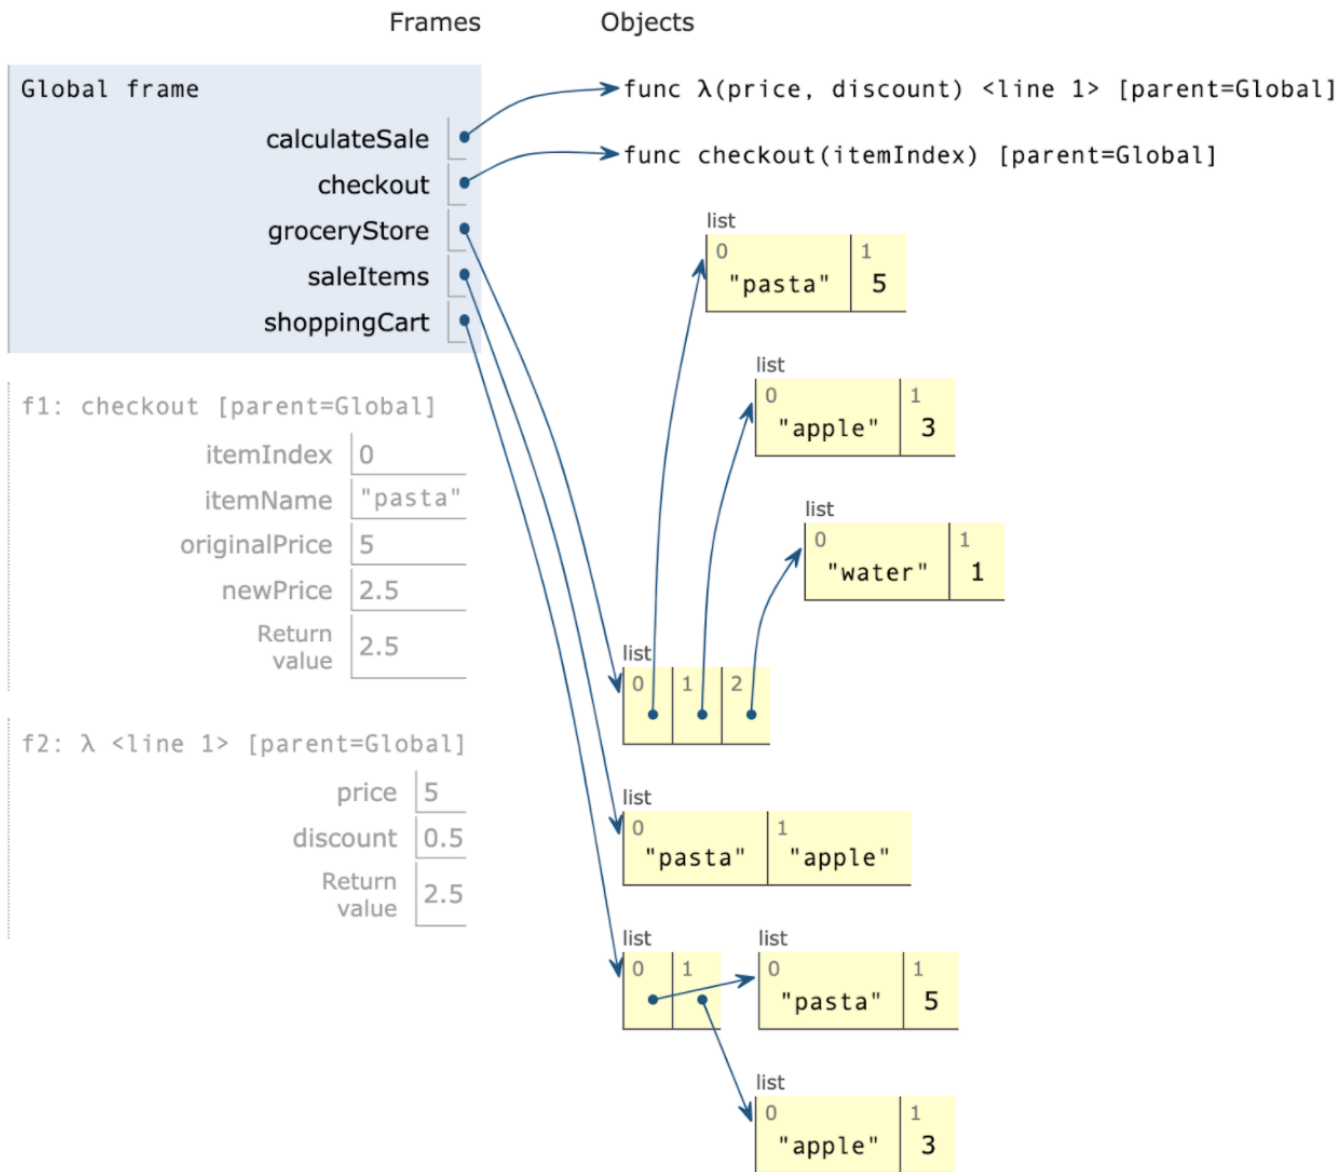 Frames Objects
Global frame
calculateSale
checkout
groceryStore
saleItems
shoppingCart
func λ(price, discount) <line 1> [parent=Global]
func checkout(itemIndex) [parent=Global]
list
0 1
"pasta" 5
list
0 1
"apple" 3
list
0 1
"water" 1
list
0 1 2
list
0 1
"pasta" "apple"
list
0 1
list
0 1
"pasta" 5
list
0 1
"apple" 3
f1: checkout [parent=Global]
itemIndex 0
itemName "pasta"
originalPrice 5
newPrice 2.5
Return
value 2.5
f2: λ <line 1> [parent=Global]
price 5
discount 0.5
Return
value 2.5